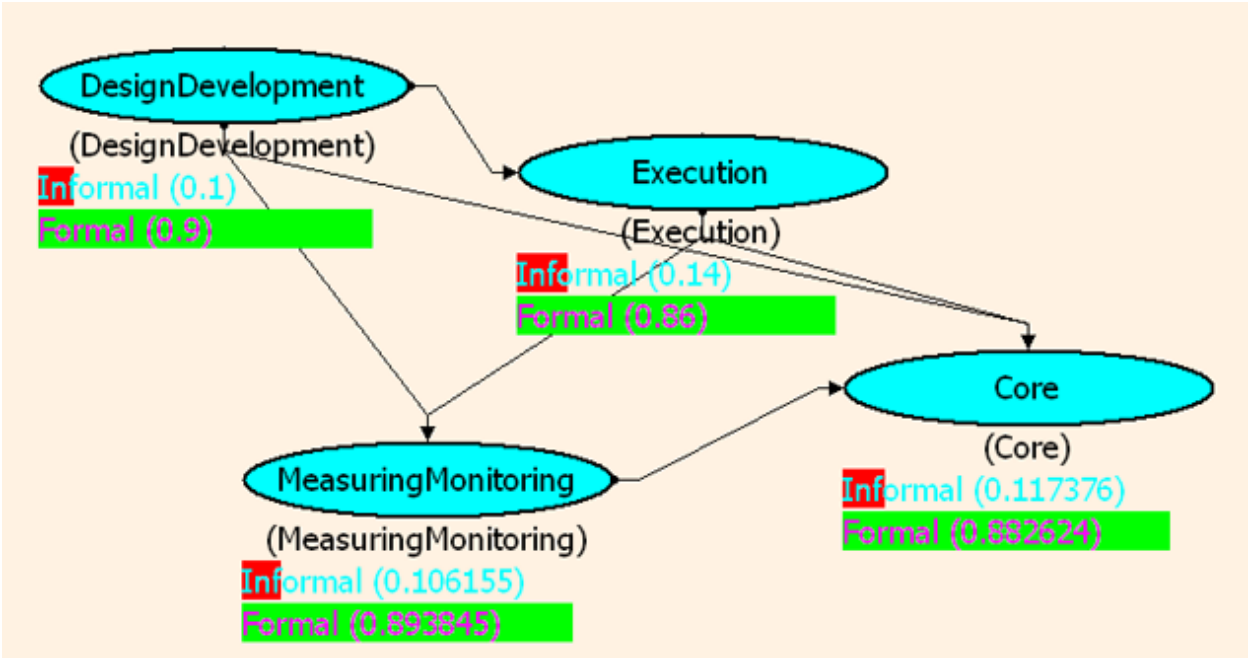 DesignDevelopment
(DesignDevelopment)
Informal (0.1)
Formal (0.9)
Execution
(Execution)
Informal (0.14)
Formal (0.86)
Core
(Core)
Informal (0.117376)
Formal (0.882624)
MeasuringMonitoring
(MeasuringMonitoring)
Informal (0.106155)
Formal (0.893845)